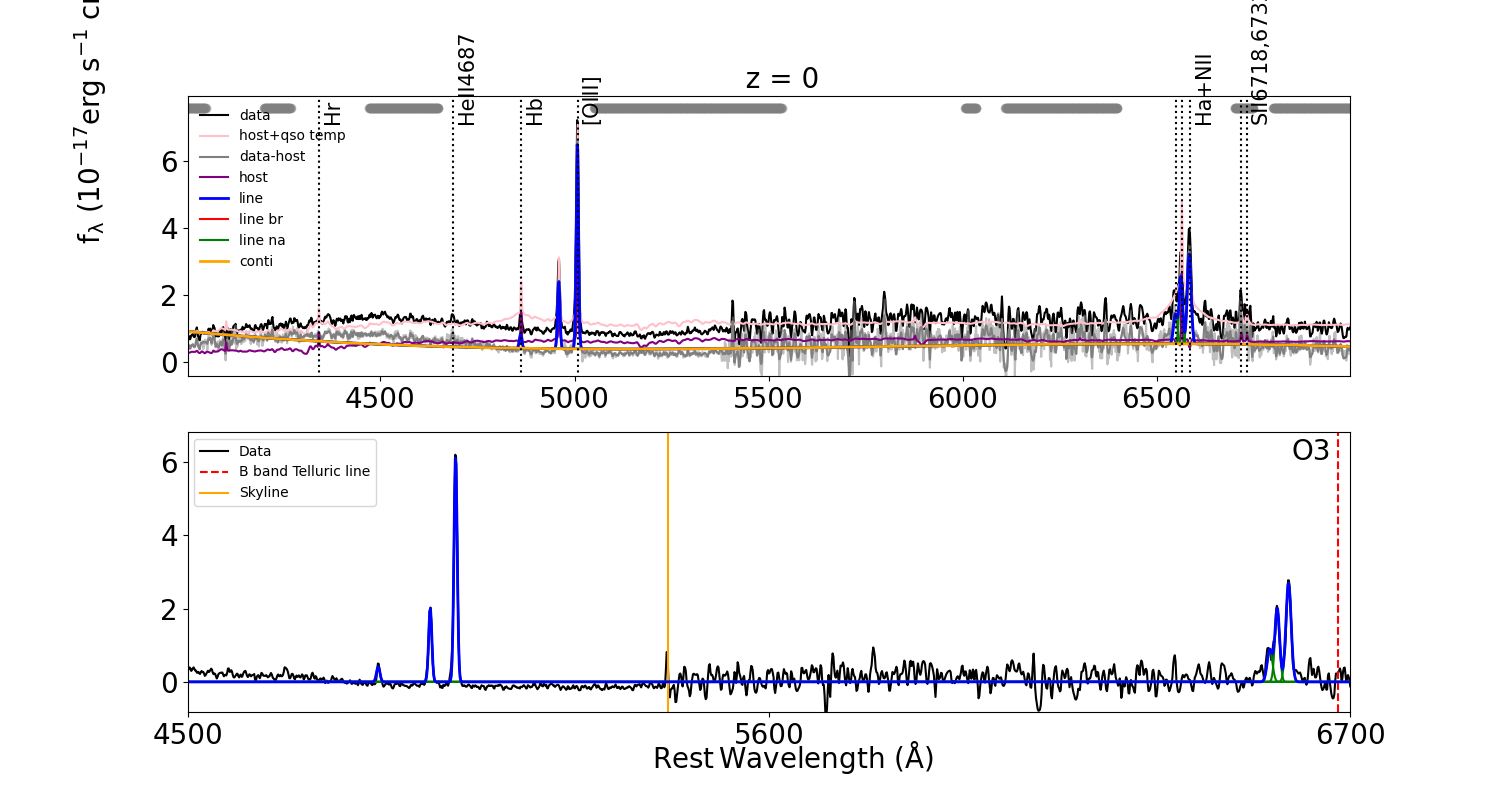 z = 0
f_λ (10^−17 erg s^−1
Hr
HeII4687
Hb
[OIII]
Ha+NII
SII6718,673
data
host+qso temp
data-host
host
line
line br
line na
conti
6
4
2
0
4500 5000 5500 6000 6500
Data
B band Telluric line
Skyline
O3
6
4
2
0
4500 5600 6700
Rest Wavelength (Å)